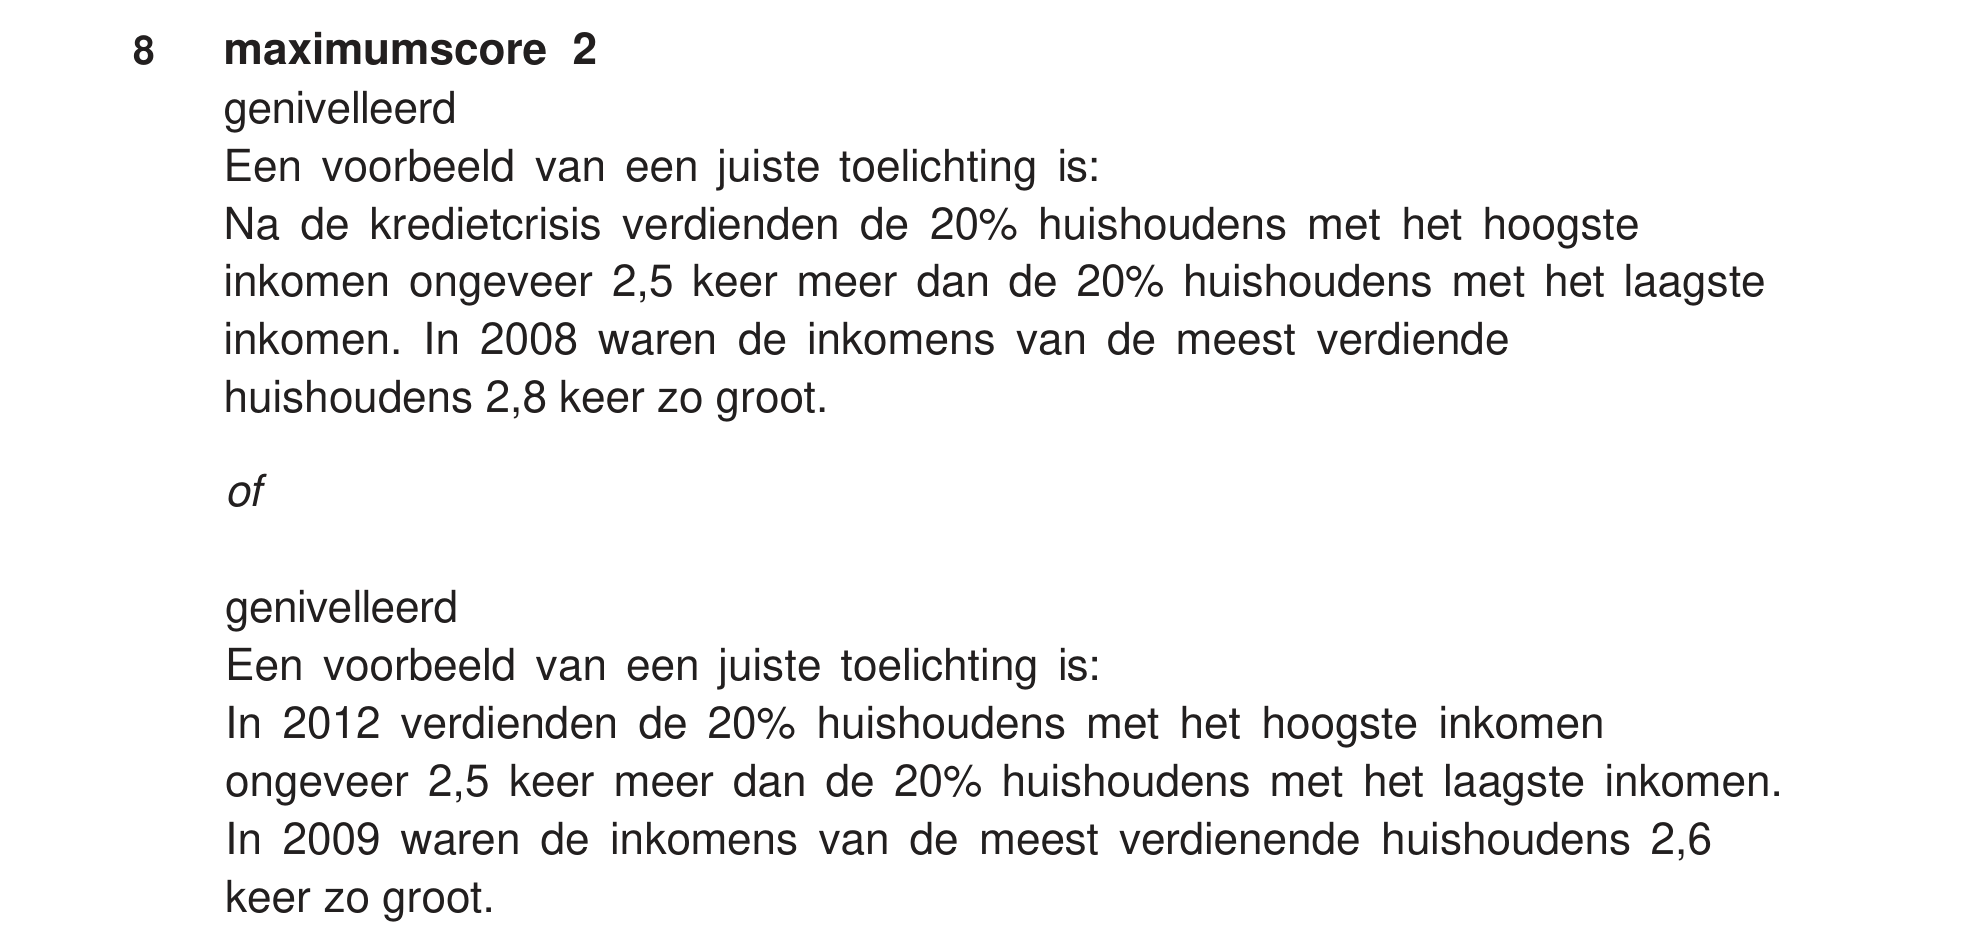 8 maximumscore 2
genivelleerd
Een voorbeeld van een juiste toelichting is:
Na de kredietcrisis verdienden de 20% huishoudens met het hoogste
inkomen ongeveer 2,5 keer meer dan de 20% huishoudens met het laagste
inkomen. In 2008 waren de inkomens van de meest verdiende
huishoudens 2,8 keer zo groot.
of
genivelleerd
Een voorbeeld van een juiste toelichting is:
In 2012 verdienden de 20% huishoudens met het hoogste inkomen
ongeveer 2,5 keer meer dan de 20% huishoudens met het laagste inkomen.
In 2009 waren de inkomens van de meest verdienende huishoudens 2,6
keer zo groot.